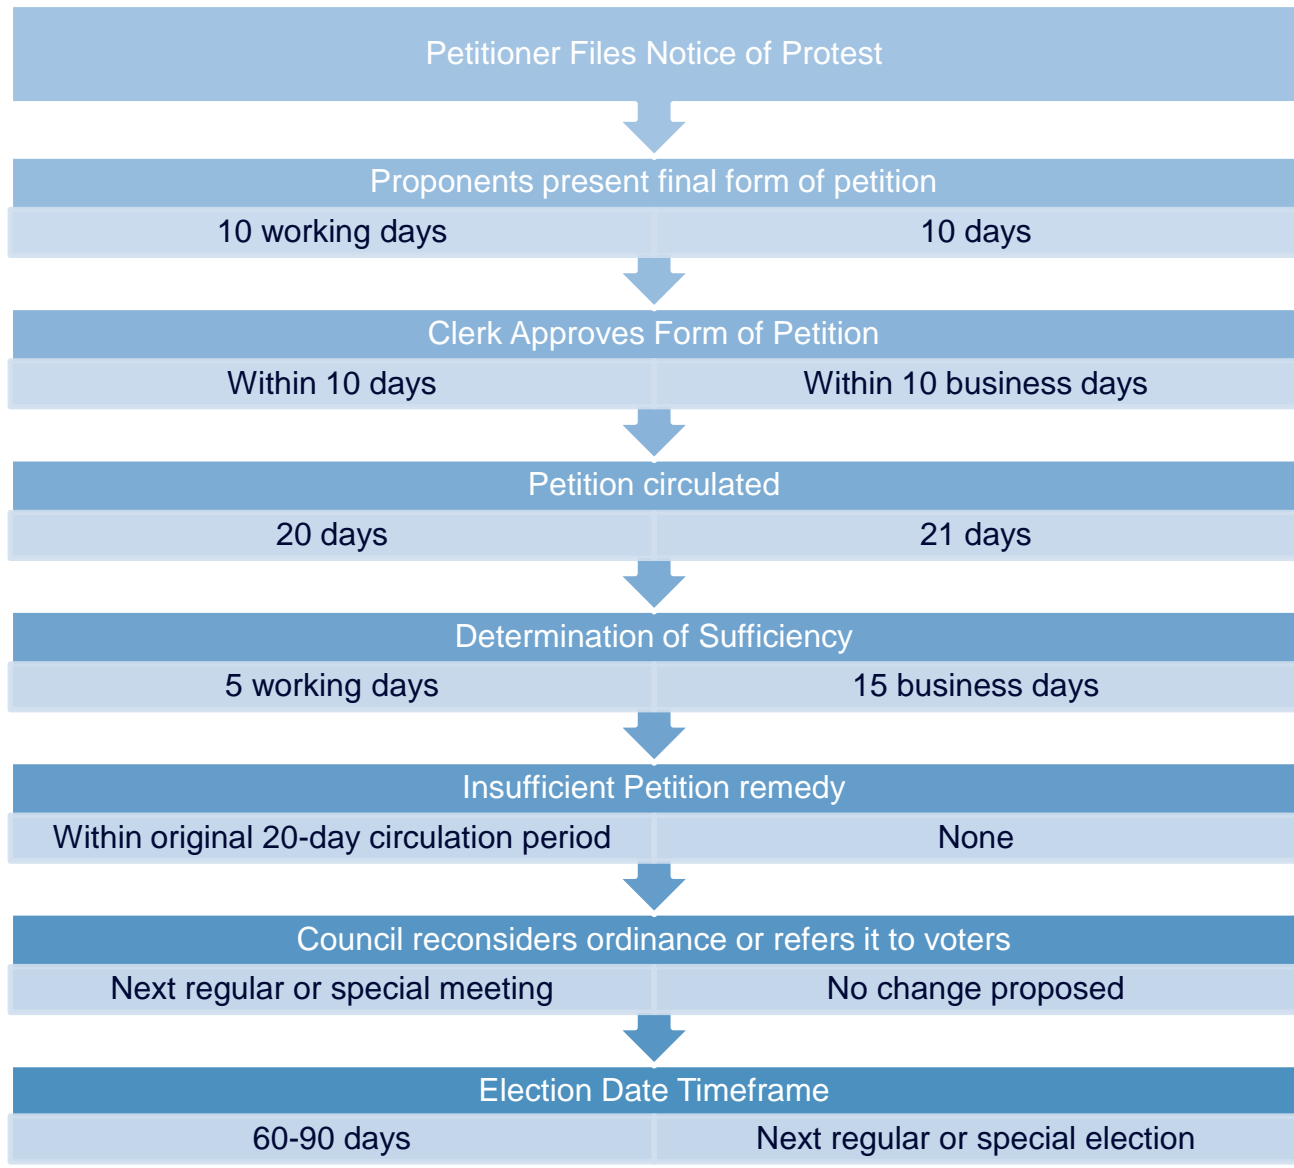 Petitioner Files Notice of Protest
Proponents present final form of petition
10 working days
10 days
Clerk Approves Form of Petition
Within 10 days
Within 10 business days
Petition circulated
20 days
21 days
Determination of Sufficiency
5 working days
15 business days
Insufficient Petition remedy
Within original 20-day circulation period
None
Council reconsiders ordinance or refers it to voters
Next regular or special meeting
No change proposed
Election Date Timeframe
60-90 days
Next regular or special election